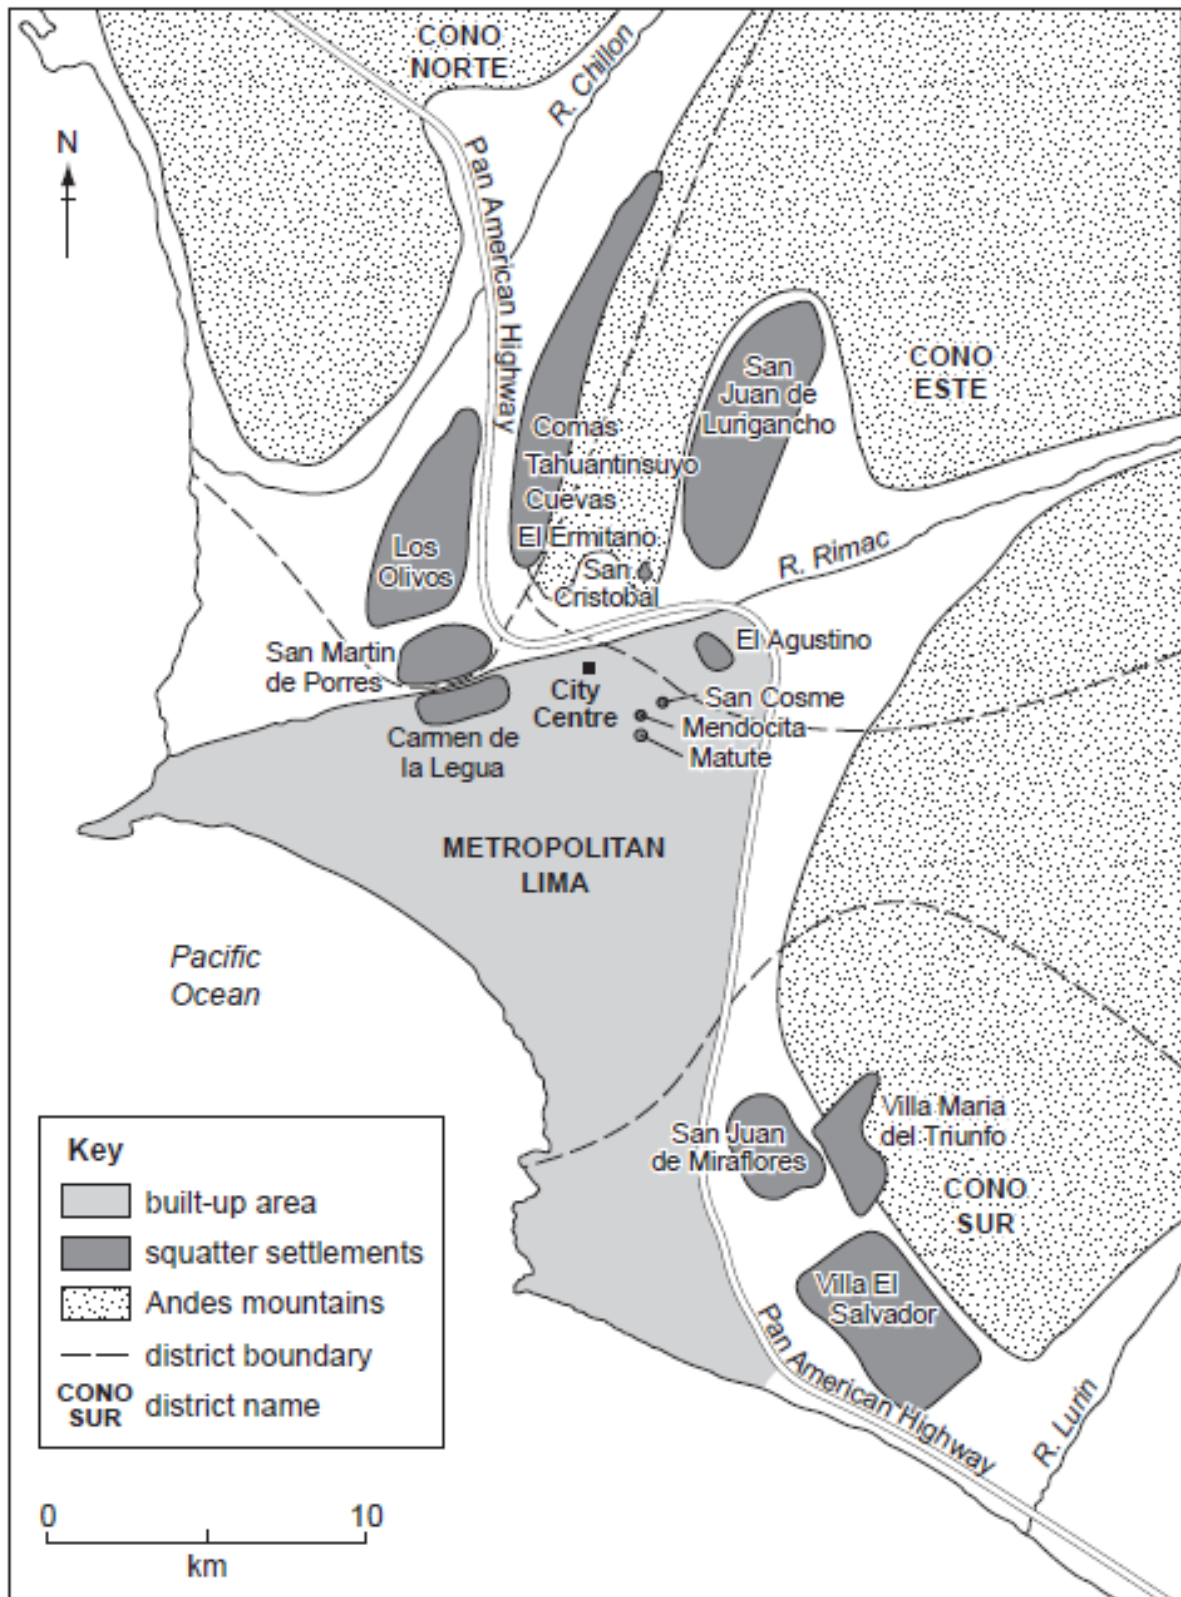 CONO
NORTE
R. Chillon
N
Pan American Highway
San
Juan de
Lurigancho
CONO
ESTE
Comas
Tahuantinsuyo
Cuevas
El Ermitano
Los
Olivos
San
Cristobal
R. Rimac
San Martin
de Porres
El Agustino
City
Centre
San Cosme
Mendocita
Matute
Carmen de
la Legua
METROPOLITAN
LIMA
Pacific
Ocean
Villa Maria
del Triunfo
San Juan
de Miraflores
CONO
SUR
Villa El
Salvador
Pan American Highway
R. Lurin
Key
built-up area
squatter settlements
Andes mountains
district boundary
CONO
SUR
district name
0 10
km